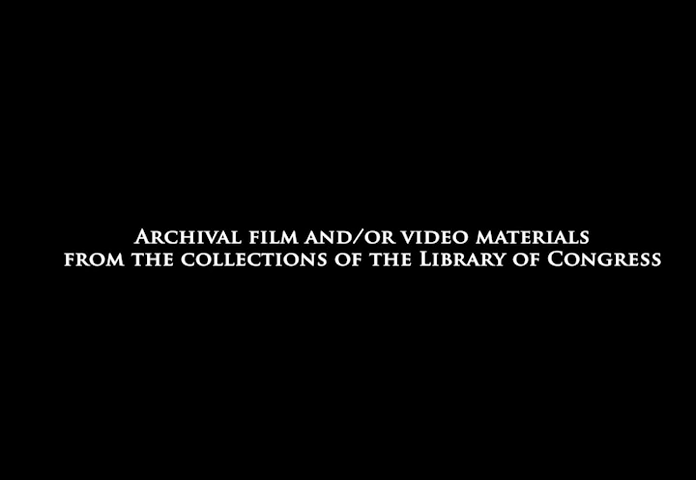 Archival film and/or video materials
from the collections of the Library of Congress